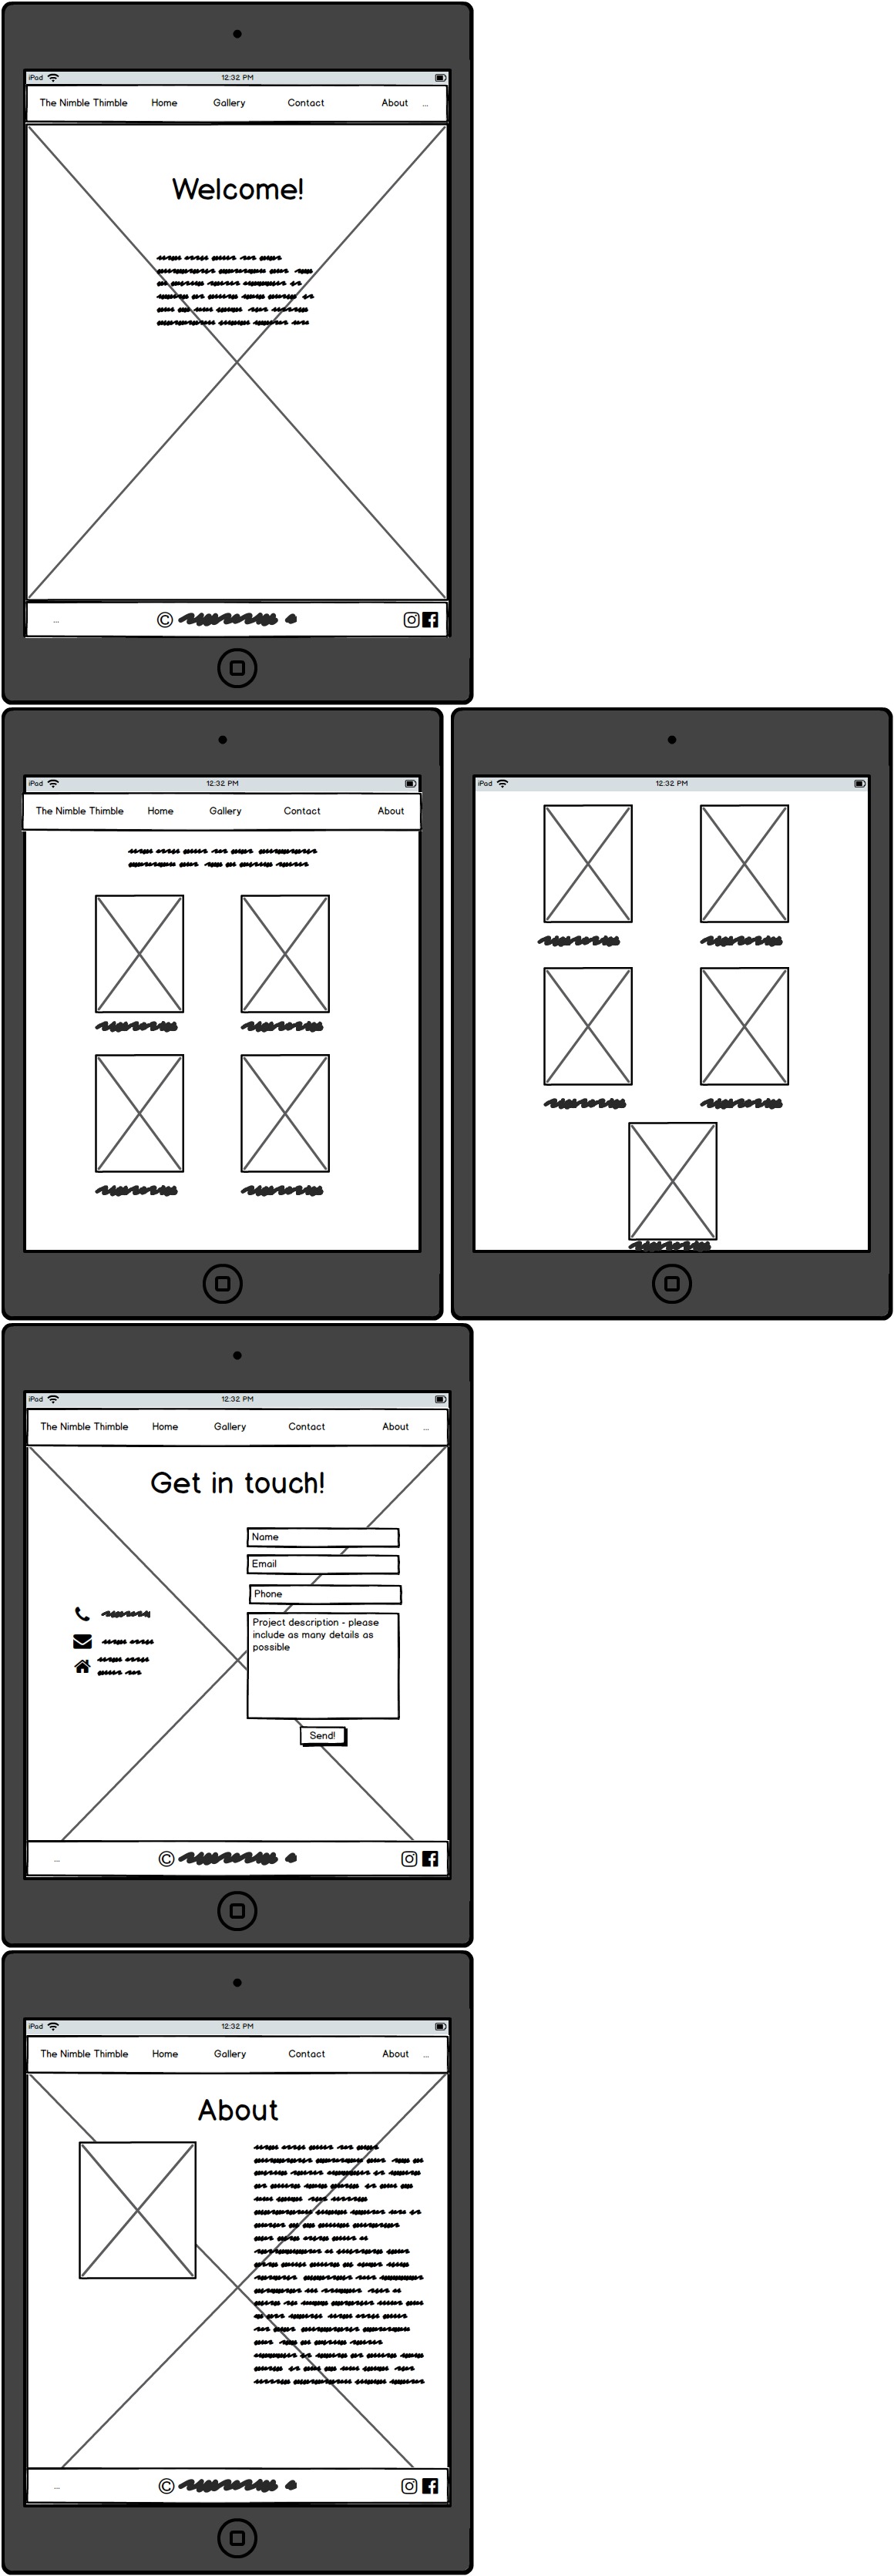 iPad 12:32 PM
The Nimble Thimble Home Gallery Contact About ...
Welcome!
... ©
iPad 12:32 PM
The Nimble Thimble Home Gallery Contact About
iPad 12:32 PM
iPad 12:32 PM
The Nimble Thimble Home Gallery Contact About ...
Get in touch!
Name
Email
Phone
Project description - please
include as many details as
possible
Send!
... ©
iPad 12:32 PM
The Nimble Thimble Home Gallery Contact About ...
About
... ©